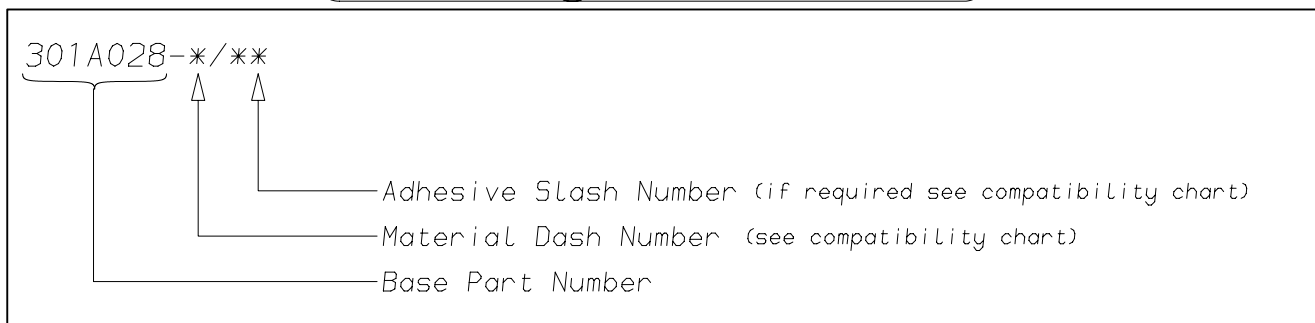 301A028-*/**
Adhesive Slash Number (if required see compatibility chart)
Material Dash Number (see compatibility chart)
Base Part Number